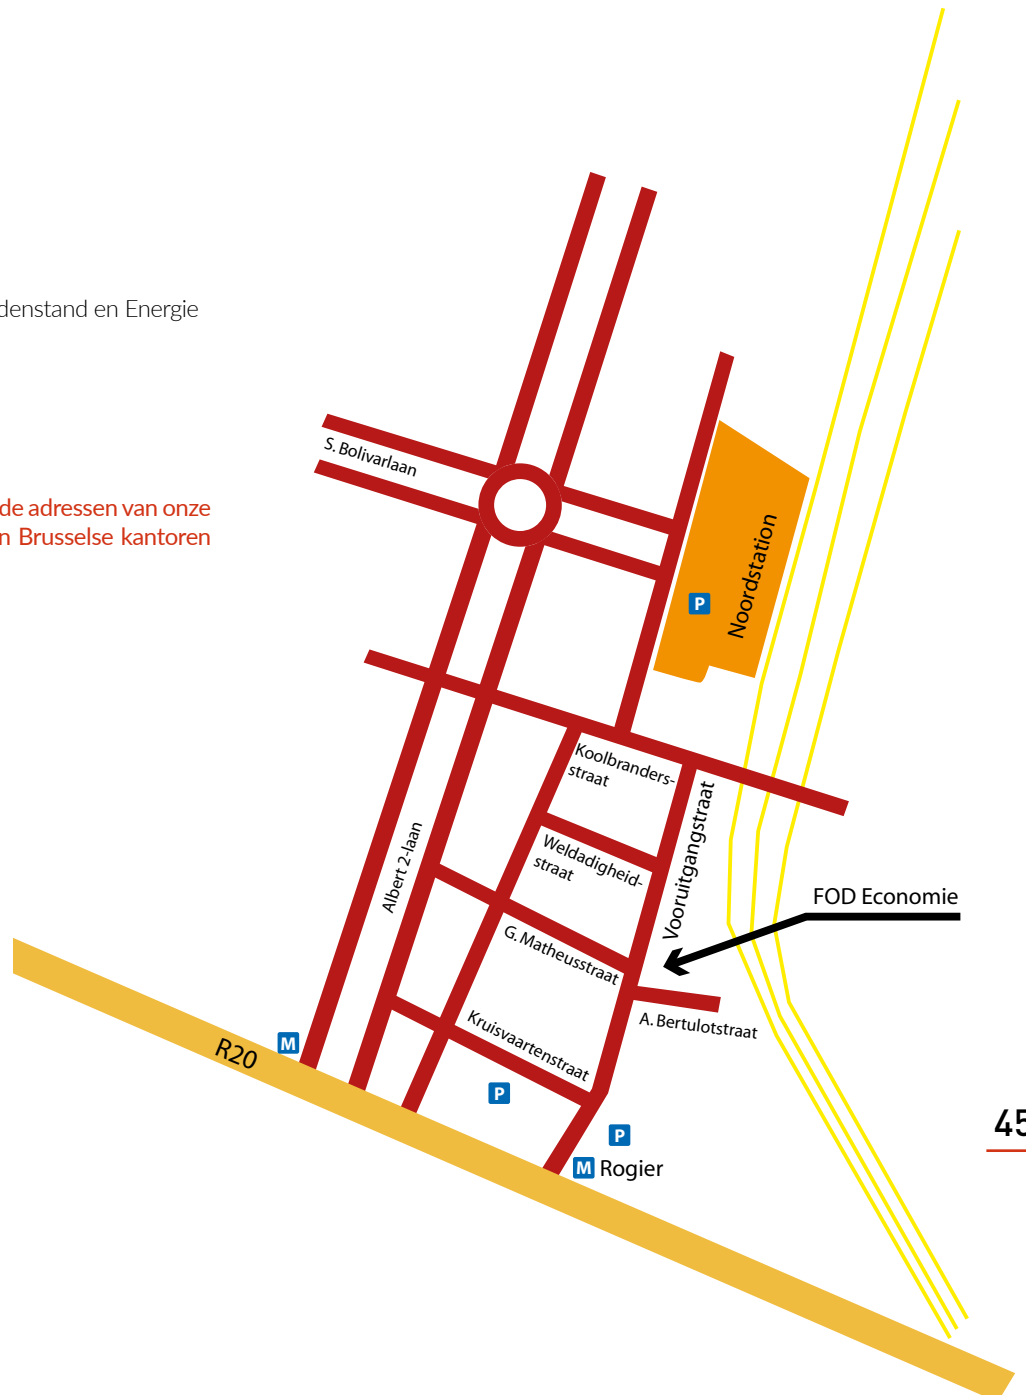 denstand en Energie
S. Bolivarlaan
de adressen van onze
n Brusselse kantoren
Noordstation
P
Koolbranders-
straat
Vooruitgangstraat
Albert 2-laan
Weldadigheid-
straat
FOD Economie
G. Matheusstraat
A. Bertulotstraat
Kruisvaartenstraat
M
R20
P
45
P
M Rogier